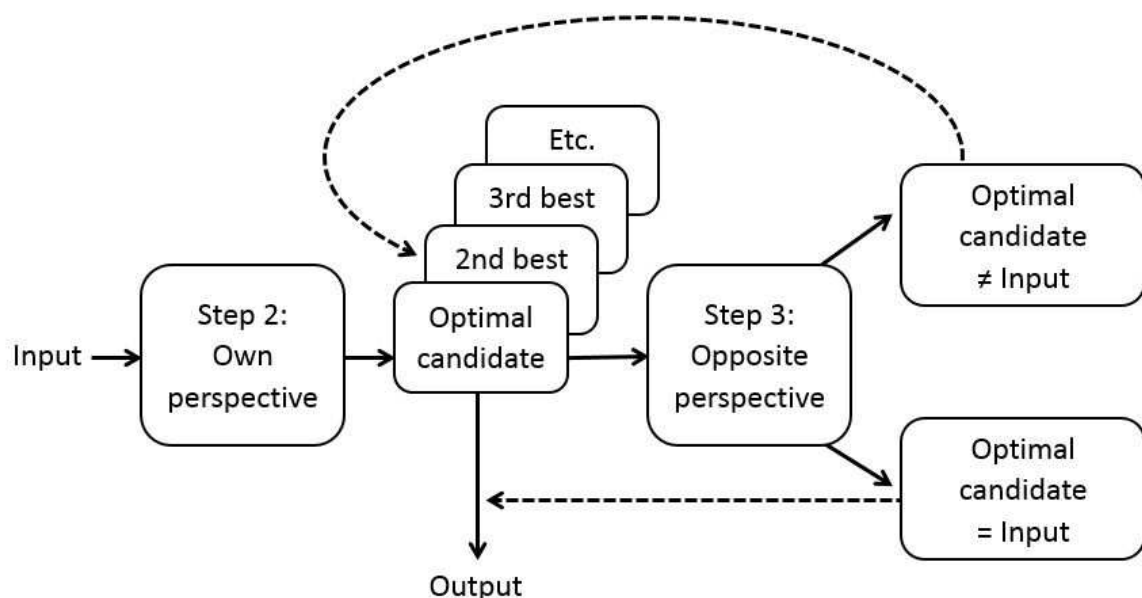 Etc.
3rd best
2nd best
Optimal
candidate
Input
Step 2:
Own
perspective
Step 3:
Opposite
perspective
Optimal
candidate
≠ Input
Optimal
candidate
= Input
Output